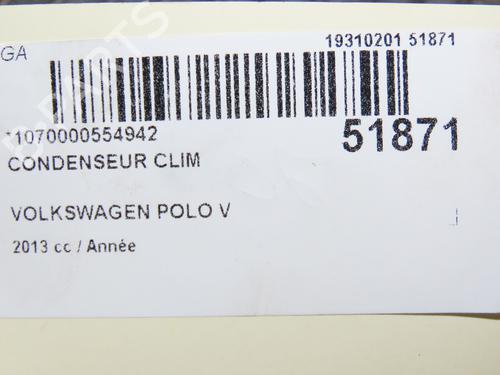 GA
19310201 51871
*1070000554942
51871
CONDENSEUR CLIM
VOLKSWAGEN POLO V
2013 cc / Année